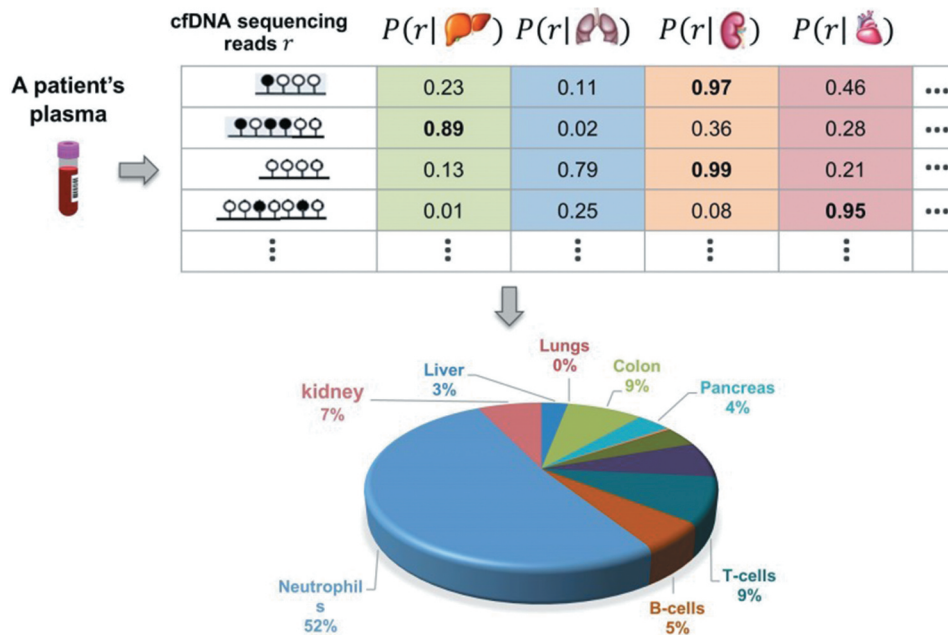 cfDNA sequencing reads r
P(r| ) P(r| ) P(r| ) P(r| )
A patient's plasma
0.23 0.11 0.97 0.46 ...
0.89 0.02 0.36 0.28 ...
0.13 0.79 0.99 0.21 ...
0.01 0.25 0.08 0.95 ...
Lungs
0%
Liver
3%
Colon
9%
kidney
7%
Pancreas
4%
Neutrophil
s
52%
T-cells
9%
B-cells
5%